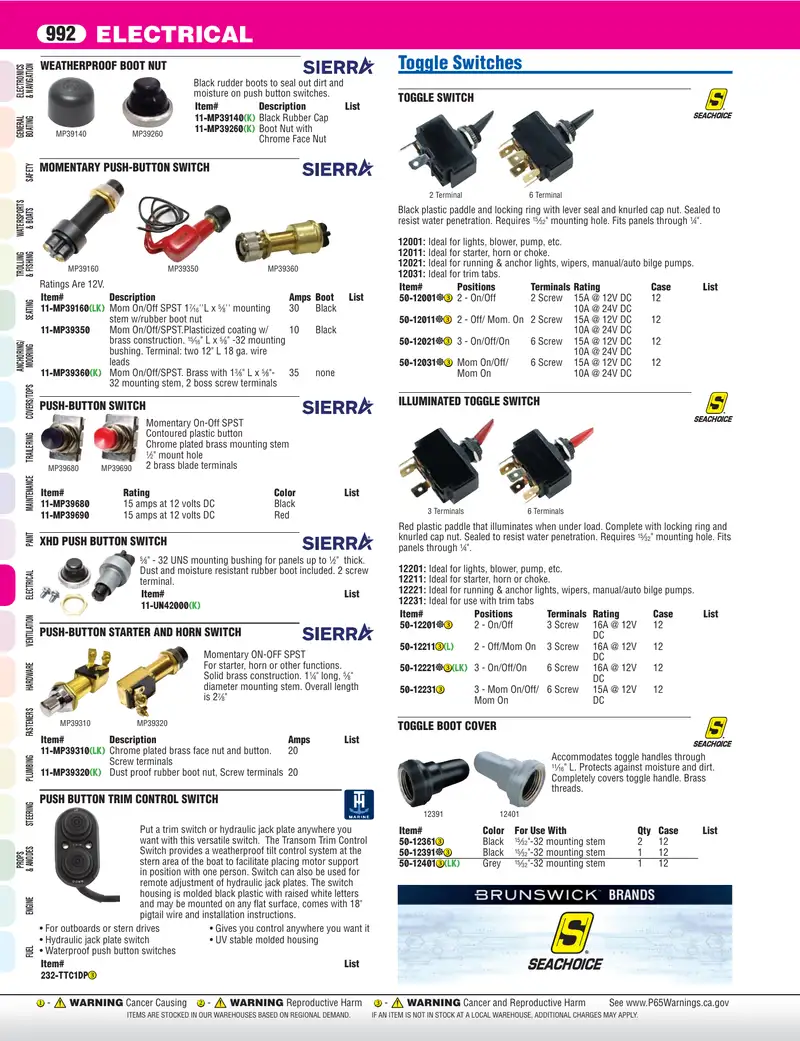 992 ELECTRICAL
ELECTRONICS & NAVIGATION
GENERAL BOATING
SAFETY
WATERSPORTS & BOATS
TROLLING & FISHING
SEATING
ANCHORING/ MOORING
COVERS/TOPS
TRAILERING
MAINTENANCE
PAINT
ELECTRICAL
VENTILATION
HARDWARE
FASTENERS
PLUMBING
STEERING
PROPS & ANODES
ENGINE
FUEL
WEATHERPROOF BOOT NUT
SIERRA
Black rudder boots to seal out dirt and
moisture on push button switches.
Item# Description List
11-MP39140(K) Black Rubber Cap
11-MP39260(K) Boot Nut with
Chrome Face Nut
MP39140 MP39260
MOMENTARY PUSH-BUTTON SWITCH
SIERRA
MP39160 MP39350 MP39360
Ratings Are 12V.
Item# Description Amps Boot List
11-MP39160(LK) Mom On/Off SPST 1 7/16''L x 5/8'' mounting 30 Black
stem w/rubber boot nut
11-MP39350 Mom On/Off/SPST.Plasticized coating w/ 10 Black
brass construction. 15/16" L x 5/8" -32 mounting
bushing. Terminal: two 12" L 18 ga. wire
leads
11-MP39360(K) Mom On/Off/SPST. Brass with 1 3/8" L x 5/8"- 35 none
32 mounting stem, 2 boss screw terminals
PUSH-BUTTON SWITCH
SIERRA
Momentary On-Off SPST
Contoured plastic button
Chrome plated brass mounting stem
½" mount hole
2 brass blade terminals
MP39680 MP39690
Item# Rating Color List
11-MP39680 15 amps at 12 volts DC Black
11-MP39690 15 amps at 12 volts DC Red
XHD PUSH BUTTON SWITCH
SIERRA
5/8" - 32 UNS mounting bushing for panels up to ½" thick.
Dust and moisture resistant rubber boot included. 2 screw
terminal.
Item# List
11-UN42000(K)
PUSH-BUTTON STARTER AND HORN SWITCH
SIERRA
Momentary ON-OFF SPST
For starter, horn or other functions.
Solid brass construction. 1¼" long, 5/8"
diameter mounting stem. Overall length
is 2 7/8"
MP39310 MP39320
Item# Description Amps List
11-MP39310(LK) Chrome plated brass face nut and button. 20
Screw terminals
11-MP39320(K) Dust proof rubber boot nut, Screw terminals 20
PUSH BUTTON TRIM CONTROL SWITCH
TH MARINE
Put a trim switch or hydraulic jack plate anywhere you
want with this versatile switch. The Transom Trim Control
Switch provides a weatherproof tilt control system at the
stern area of the boat to facilitate placing motor support
in position with one person. Switch can also be used for
remote adjustment of hydraulic jack plates. The switch
housing is molded black plastic with raised white letters
and may be mounted on any flat surface, comes with 18"
pigtail wire and installation instructions.
• For outboards or stern drives • Gives you control anywhere you want it
• Hydraulic jack plate switch • UV stable molded housing
• Waterproof push button switches
Item# List
232-TTC1DP 3
Toggle Switches
TOGGLE SWITCH
S SEACHOICE
2 Terminal 6 Terminal
Black plastic paddle and locking ring with lever seal and knurled cap nut. Sealed to
resist water penetration. Requires 15/32" mounting hole. Fits panels through ¼".
12001: Ideal for lights, blower, pump, etc.
12011: Ideal for starter, horn or choke.
12021: Ideal for running & anchor lights, wipers, manual/auto bilge pumps.
12031: Ideal for trim tabs.
Item# Positions Terminals Rating Case List
50-12001 3 2 - On/Off 2 Screw 15A @ 12V DC 12
10A @ 24V DC
50-12011 3 2 - Off/ Mom. On 2 Screw 15A @ 12V DC 12
10A @ 24V DC
50-12021 3 3 - On/Off/On 6 Screw 15A @ 12V DC 12
10A @ 24V DC
50-12031 3 Mom On/Off/ 6 Screw 15A @ 12V DC 12
Mom On 10A @ 24V DC
ILLUMINATED TOGGLE SWITCH
S SEACHOICE
3 Terminals 6 Terminals
Red plastic paddle that illuminates when under load. Complete with locking ring and
knurled cap nut. Sealed to resist water penetration. Requires 15/32" mounting hole. Fits
panels through ¼".
12201: Ideal for lights, blower, pump, etc.
12211: Ideal for starter, horn or choke.
12221: Ideal for running & anchor lights, wipers, manual/auto bilge pumps.
12231: Ideal for use with trim tabs
Item# Positions Terminals Rating Case List
50-12201 3 2 - On/Off 3 Screw 16A @ 12V 12
DC
50-12211 3(L) 2 - Off/Mom On 3 Screw 16A @ 12V 12
DC
50-12221 3(LK) 3 - On/Off/On 6 Screw 16A @ 12V 12
DC
50-12231 3 3 - Mom On/Off/ 6 Screw 15A @ 12V 12
Mom On DC
TOGGLE BOOT COVER
S SEACHOICE
Accommodates toggle handles through
11/16" L. Protects against moisture and dirt.
Completely covers toggle handle. Brass
threads.
12391 12401
Item# Color For Use With Qty Case List
50-12361 3 Black 15/32"-32 mounting stem 2 12
50-12391 3 Black 15/32"-32 mounting stem 1 12
50-12401 3(LK) Grey 15/32"-32 mounting stem 1 12
BRUNSWICK BRANDS
S SEACHOICE
1 - WARNING Cancer Causing 2 - WARNING Reproductive Harm 3 - WARNING Cancer and Reproductive Harm See www.P65Warnings.ca.gov
ITEMS ARE STOCKED IN OUR WAREHOUSES BASED ON REGIONAL DEMAND. IF AN ITEM IS NOT IN STOCK AT A LOCAL WAREHOUSE, ADDITIONAL CHARGES MAY APPLY.